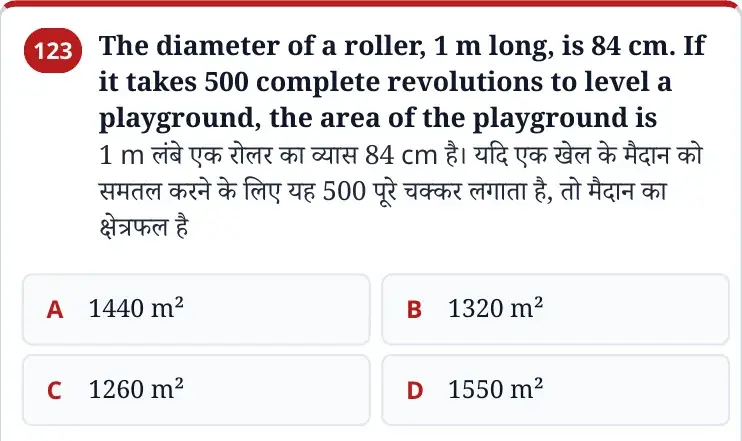 123
The diameter of a roller, 1 m long, is 84 cm. If
it takes 500 complete revolutions to level a
playground, the area of the playground is
1 m लंबे एक रोलर का व्यास 84 cm है। यदि एक खेल के मैदान को
समतल करने के लिए यह 500 पूरे चक्कर लगाता है, तो मैदान का
क्षेत्रफल है
A 1440 m²
B 1320 m²
C 1260 m²
D 1550 m²